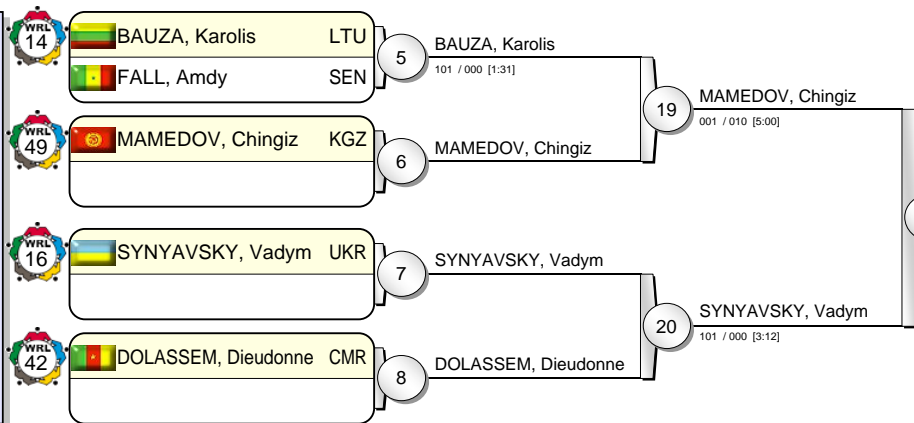 WRL
14
BAUZA, Karolis LTU
FALL, Amdy SEN
5
BAUZA, Karolis
101 / 000 [1:31]
WRL
49
MAMEDOV, Chingiz KGZ
6
MAMEDOV, Chingiz
19
MAMEDOV, Chingiz
001 / 010 [5:00]
WRL
16
SYNYAVSKY, Vadym UKR
7
SYNYAVSKY, Vadym
WRL
42
DOLASSEM, Dieudonne CMR
8
DOLASSEM, Dieudonne
20
SYNYAVSKY, Vadym
101 / 000 [3:12]